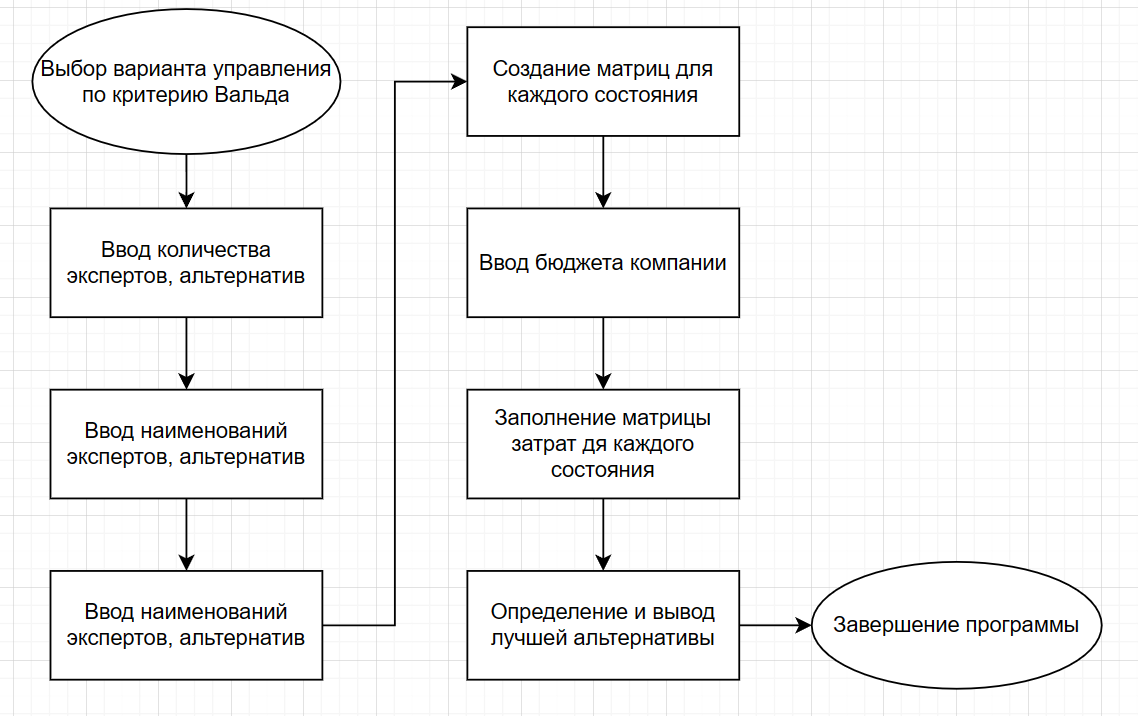 Выбор варианта управления
по критерию Вальда
Ввод количества
экспертов, альтернатив
Ввод наименований
экспертов, альтернатив
Ввод наименований
экспертов, альтернатив
Создание матриц для
каждого состояния
Ввод бюджета компании
Заполнение матрицы
затрат дя каждого
состояния
Определение и вывод
лучшей альтернативы
Завершение программы